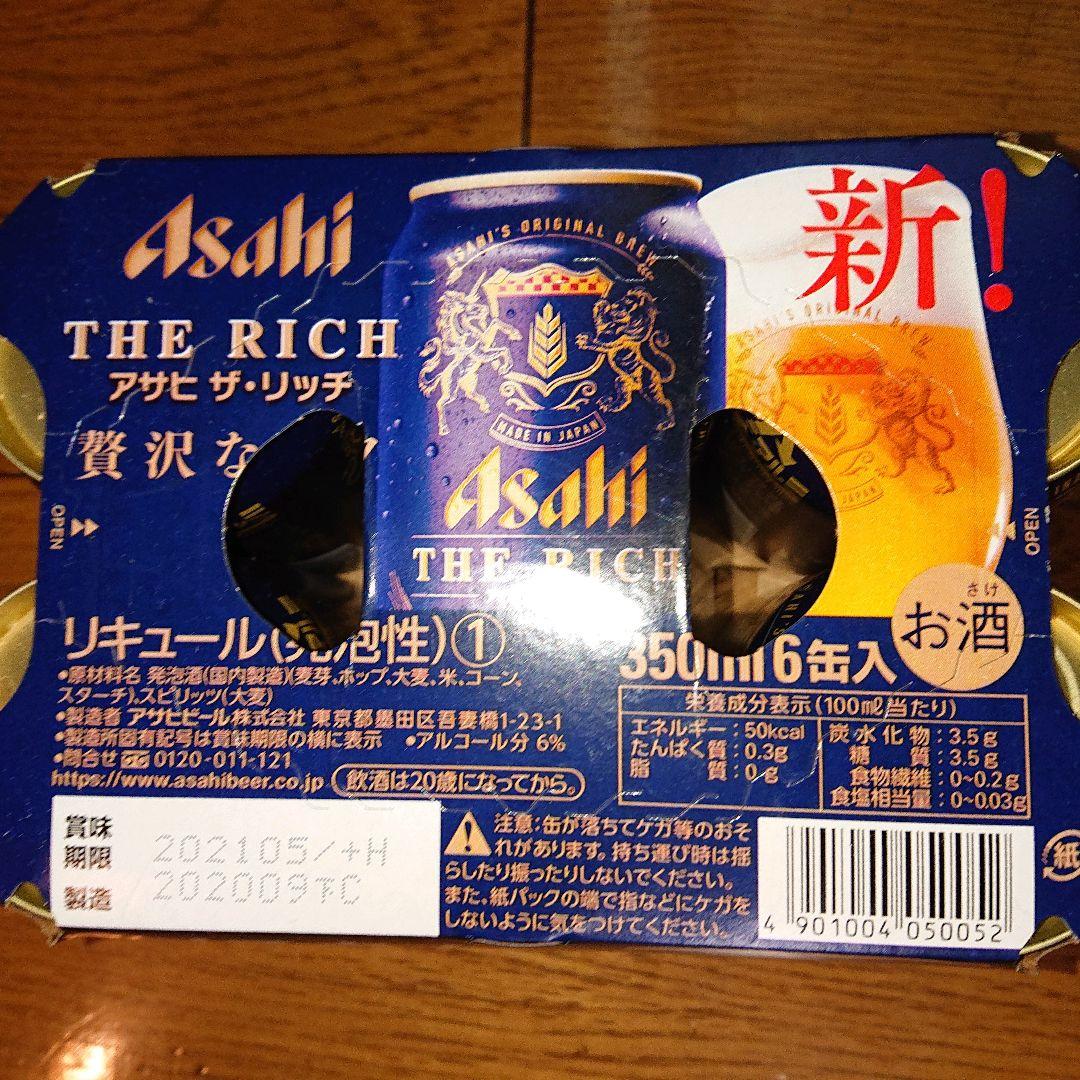 Asahi
THE RICH
アサヒ ザ・リッチ
贅沢な
新!
ASAHI'S ORIGINAL BREW
MADE IN JAPAN
Asahi
THE RICH
ASAHI'S ORIGINAL BREW
JAPAN
OPEN
OPEN
さけ
お酒
リキュール(発泡性)①
350ml 6缶入
•原材料名 発泡酒(国内製造)(麦芽、ホップ、大麦、米、コーン、
スターチ)、スピリッツ(大麦)
•製造者 アサヒビール株式会社 東京都墨田区吾妻橋1-23-1
•製造所固有記号は賞味期限の横に表示 •アルコール分 6%
•問合せ 0120-011-121
https://www.asahibeer.co.jp 飲酒は20歳になってから。
栄養成分表示(100ml当たり)
エネルギー:50kcal
たんぱく質:0.3g
脂質:0g
炭水化物:3.5g
糖質:3.5g
食物繊維:0~0.2g
食塩相当量:0~0.03g
賞味
期限
製造
202105/+H
202009下C
注意:缶が落ちてケガ等のおそ
れがあります。持ち運び時は揺
らしたり振ったりしないでください。
また、紙パックの端で指などにケガを
しないように気をつけてください。
4 901004 050052
紙